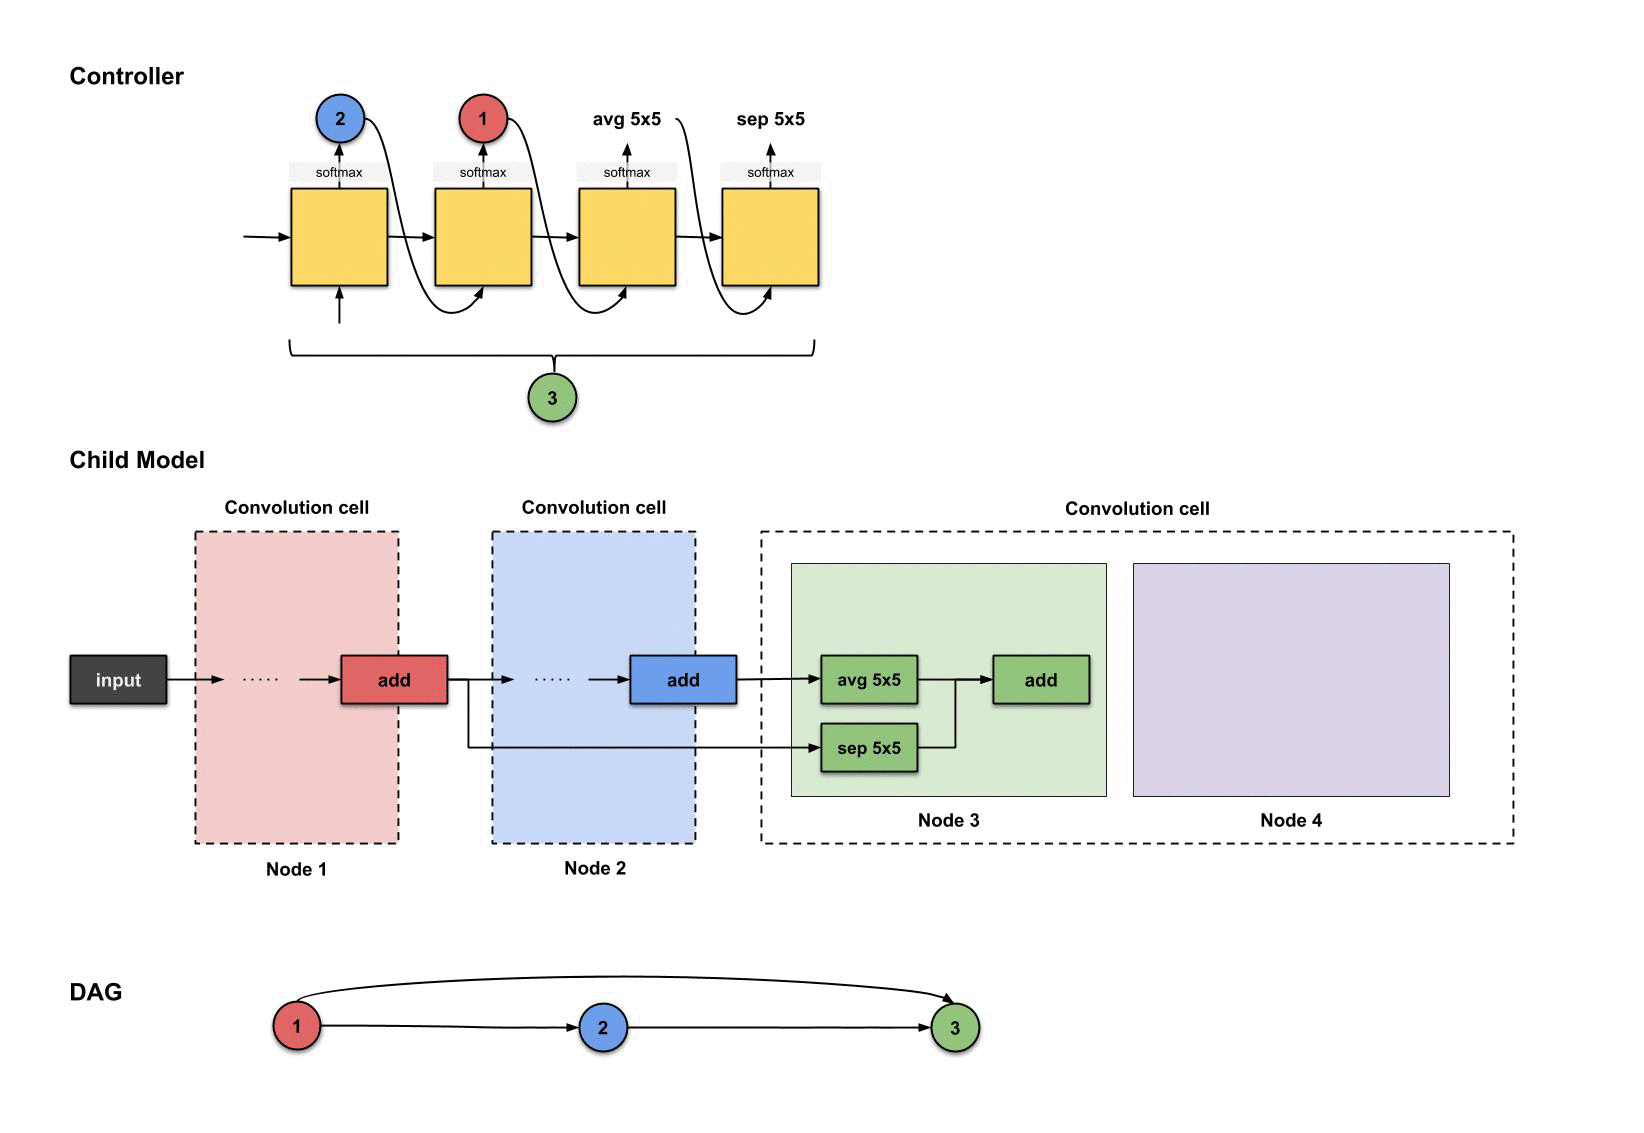 Controller
2
1
avg 5x5
sep 5x5
softmax
softmax
softmax
softmax
3
Child Model
Convolution cell
Convolution cell
Convolution cell
input
.....
add
.....
add
avg 5x5
add
sep 5x5
Node 3
Node 4
Node 1
Node 2
DAG
1
2
3